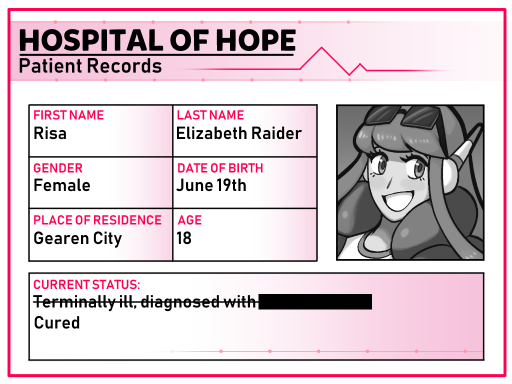 HOSPITAL OF HOPE
Patient Records
FIRST NAME
Risa
LAST NAME
Elizabeth Raider
GENDER
Female
DATE OF BIRTH
June 19th
PLACE OF RESIDENCE
Gearen City
AGE
18
CURRENT STATUS:
Terminally ill, diagnosed with
Cured